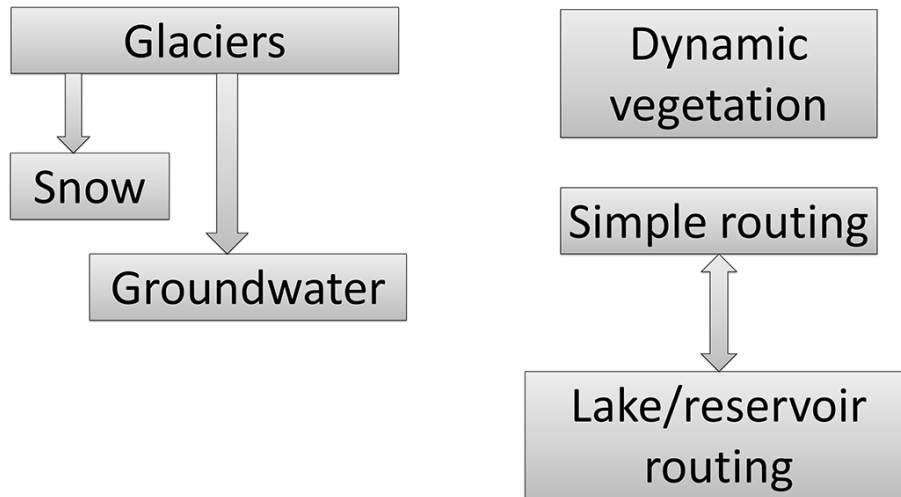 Glaciers
Snow
Groundwater
Dynamic
vegetation
Simple routing
Lake/reservoir
routing